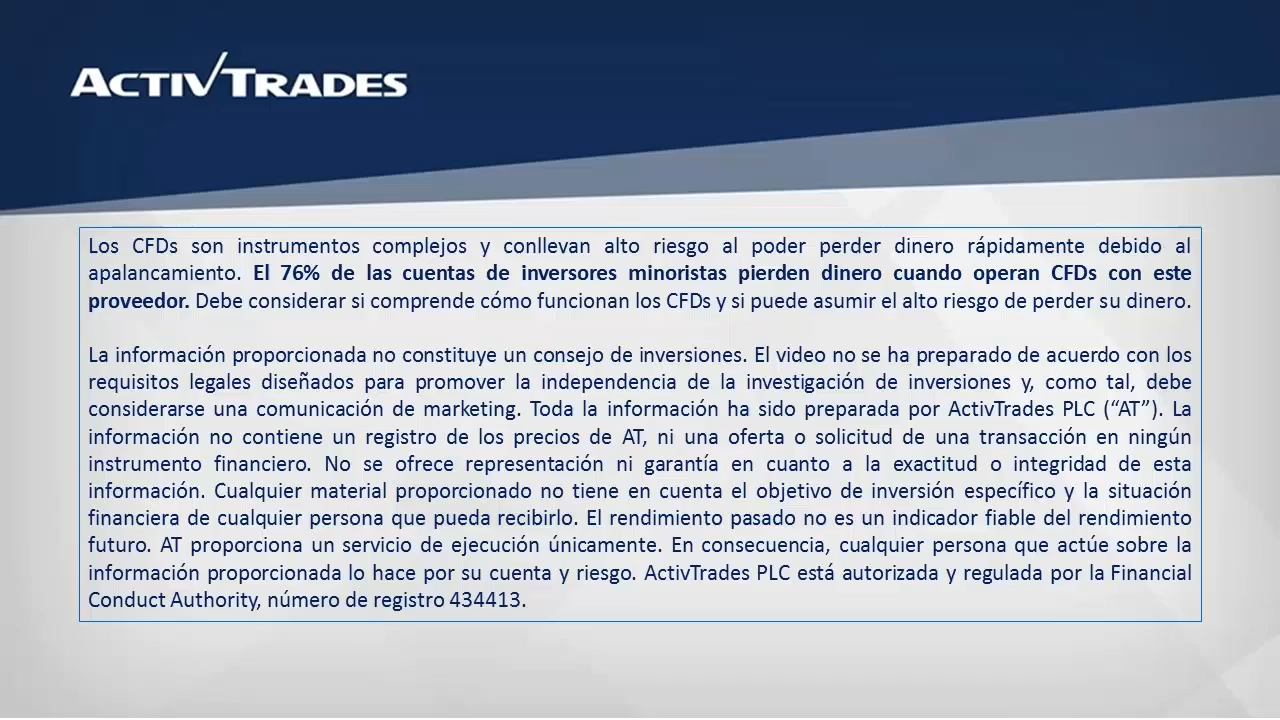 ACTIVTRADES
Los CFDs son instrumentos complejos y conllevan alto riesgo al poder perder dinero rápidamente debido al
apalancamiento. El 76% de las cuentas de inversores minoristas pierden dinero cuando operan CFDs con este
proveedor. Debe considerar si comprende cómo funcionan los CFDs y si puede asumir el alto riesgo de perder su dinero.
La información proporcionada no constituye un consejo de inversiones. El video no se ha preparado de acuerdo con los
requisitos legales diseñados para promover la independencia de la investigación de inversiones y, como tal, debe
considerarse una comunicación de marketing. Toda la información ha sido preparada por ActivTrades PLC (“AT”). La
información no contiene un registro de los precios de AT, ni una oferta o solicitud de una transacción en ningún
instrumento financiero. No se ofrece representación ni garantía en cuanto a la exactitud o integridad de esta
información. Cualquier material proporcionado no tiene en cuenta el objetivo de inversión específico y la situación
financiera de cualquier persona que pueda recibirlo. El rendimiento pasado no es un indicador fiable del rendimiento
futuro. AT proporciona un servicio de ejecución únicamente. En consecuencia, cualquier persona que actúe sobre la
información proporcionada lo hace por su cuenta y riesgo. ActivTrades PLC está autorizada y regulada por la Financial
Conduct Authority, número de registro 434413.